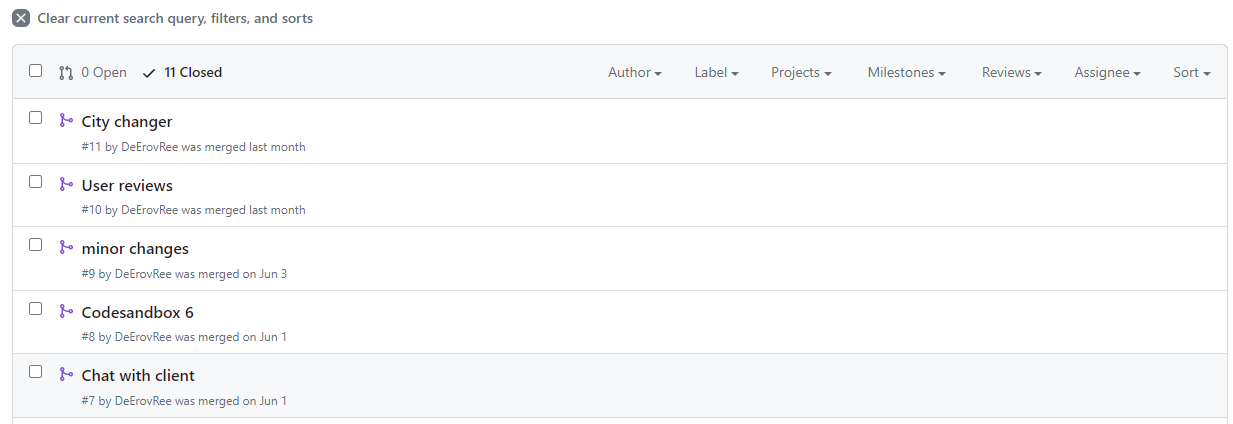 Clear current search query, filters, and sorts
0 Open 11 Closed Author Label Projects Milestones Reviews Assignee Sort
City changer
#11 by DeErovRee was merged last month
User reviews
#10 by DeErovRee was merged last month
minor changes
#9 by DeErovRee was merged on Jun 3
Codesandbox 6
#8 by DeErovRee was merged on Jun 1
Chat with client
#7 by DeErovRee was merged on Jun 1